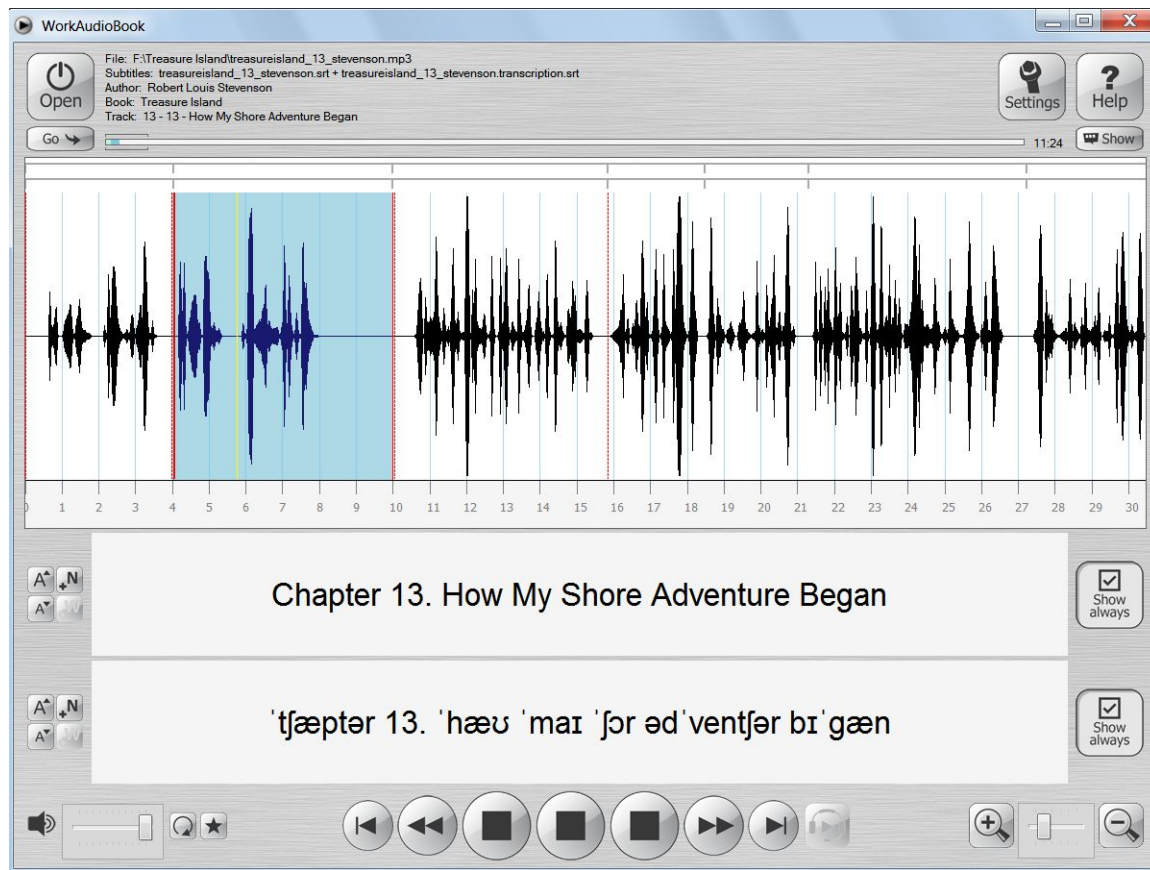 WorkAudioBook
Open
File: F:\Treasure Island\treasureisland_13_stevenson.mp3
Subtitles: treasureisland_13_stevenson.srt + treasureisland_13_stevenson.transcription.srt
Author: Robert Louis Stevenson
Book: Treasure Island
Track: 13 - 13 - How My Shore Adventure Began
Settings
Help
Go
11:24
Show
0 1 2 3 4 5 6 7 8 9 10 11 12 13 14 15 16 17 18 19 20 21 22 23 24 25 26 27 28 29 30
A N
A W
Chapter 13. How My Shore Adventure Began
Show
always
A N
A W
ˈtʃæptər 13. ˈhæʊ ˈmaɪ ˈʃɔr ədˈventʃər bɪˈgæn
Show
always